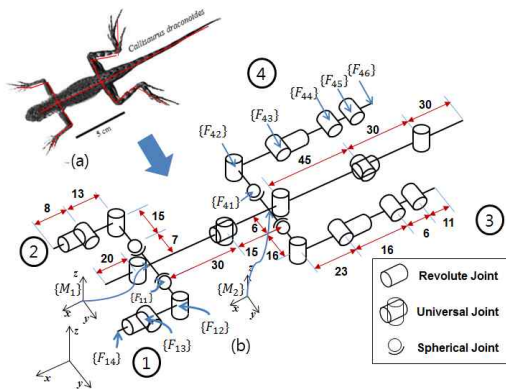 Callisaurus draconoides
5 cm
(a)
4
{F46}
{F45}
{F44}
{F43}
{F42}
30
30
45
{F41}
8
13
2
15
7
20
6
30
15
16
3
11
6
16
23
{M1}
{F11}
{M2}
z
x
y
z
x
y
z
x
y
{F14}
{F13}
{F12}
1
(b)
Revolute Joint
Universal Joint
Spherical Joint